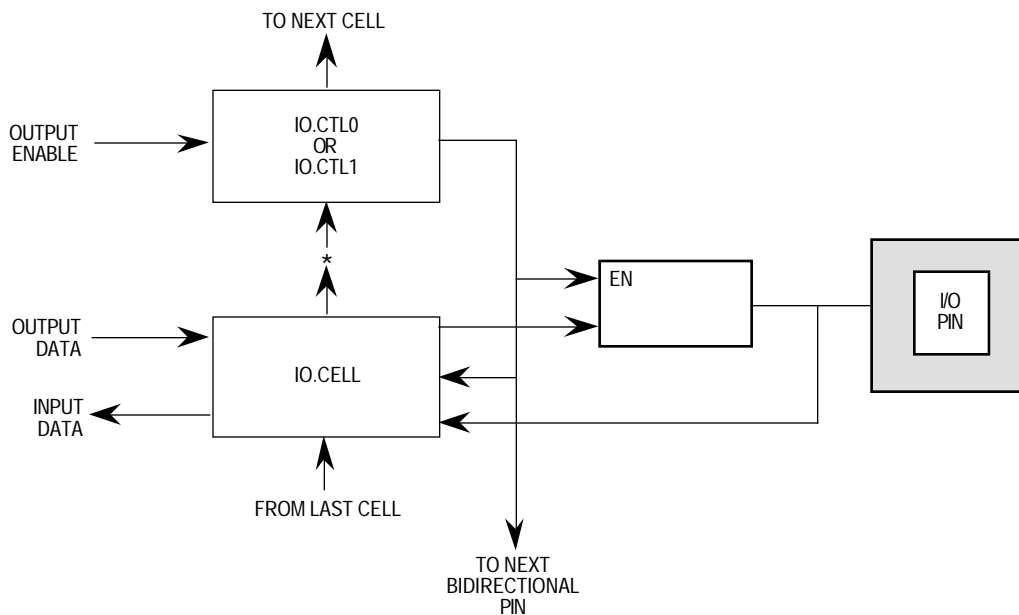 TO NEXT CELL
OUTPUT
ENABLE
IO.CTL0
OR
IO.CTL1
*
EN
I/O
PIN
OUTPUT
DATA
IO.CELL
INPUT
DATA
FROM LAST CELL
TO NEXT
BIDIRECTIONAL
PIN